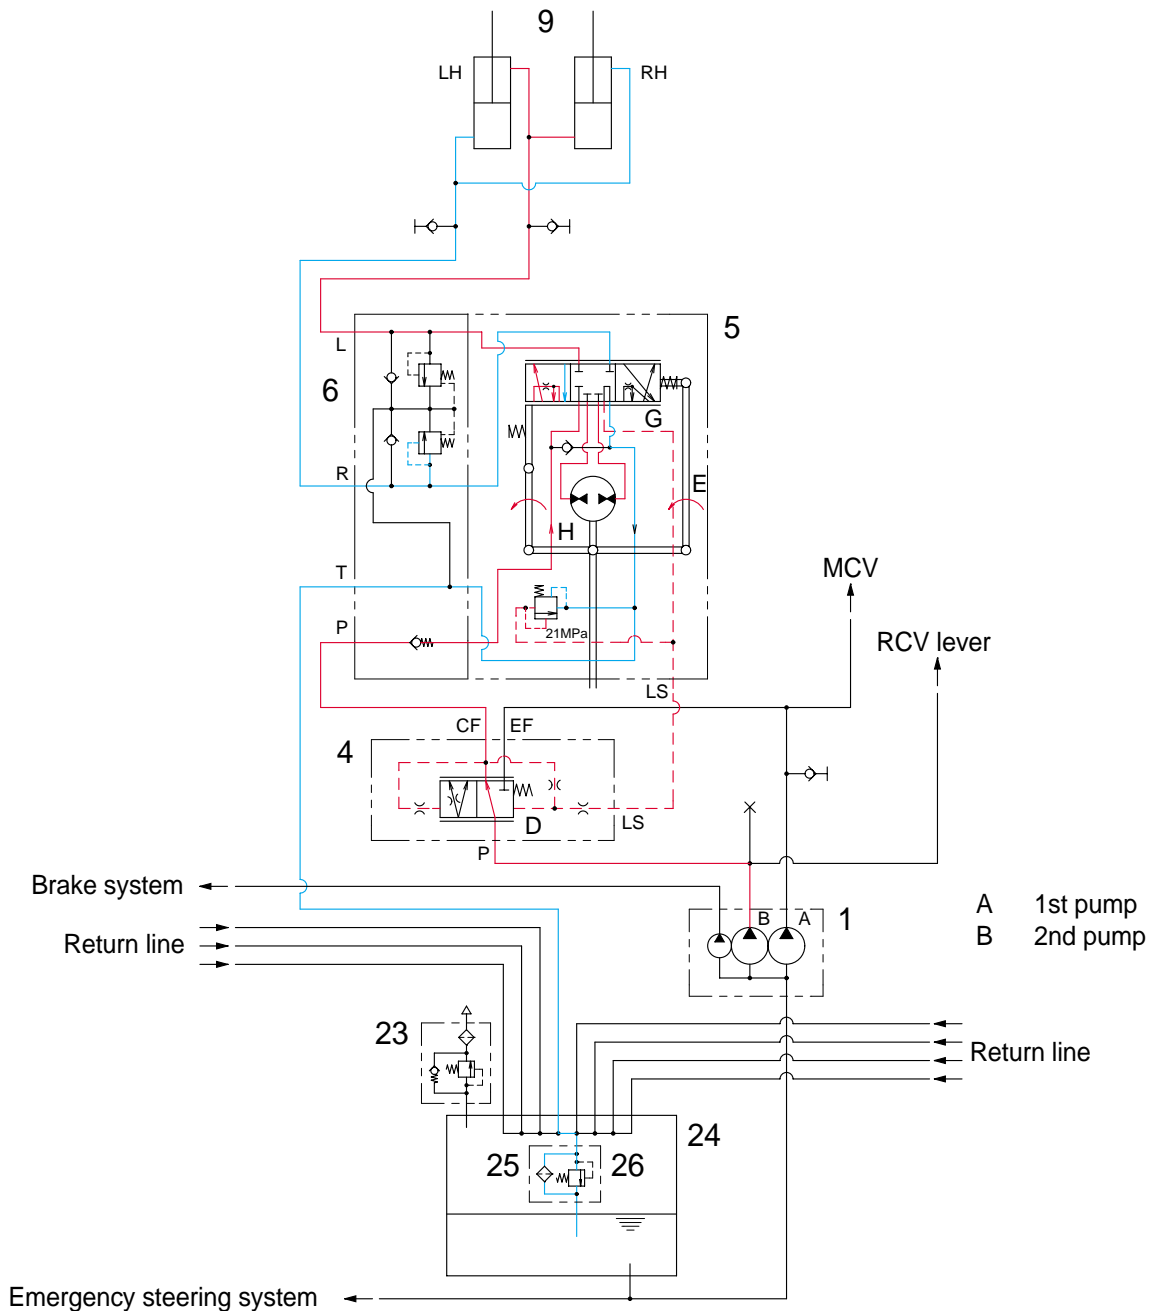 9
LH
RH
5
L
6
G
R
E
H
T
MCV
P
21MPa
RCV lever
LS
CF
EF
4
D
LS
P
Brake system
B
A
1
A 1st pump
B 2nd pump
Return line
23
Return line
24
25
26
Emergency steering system